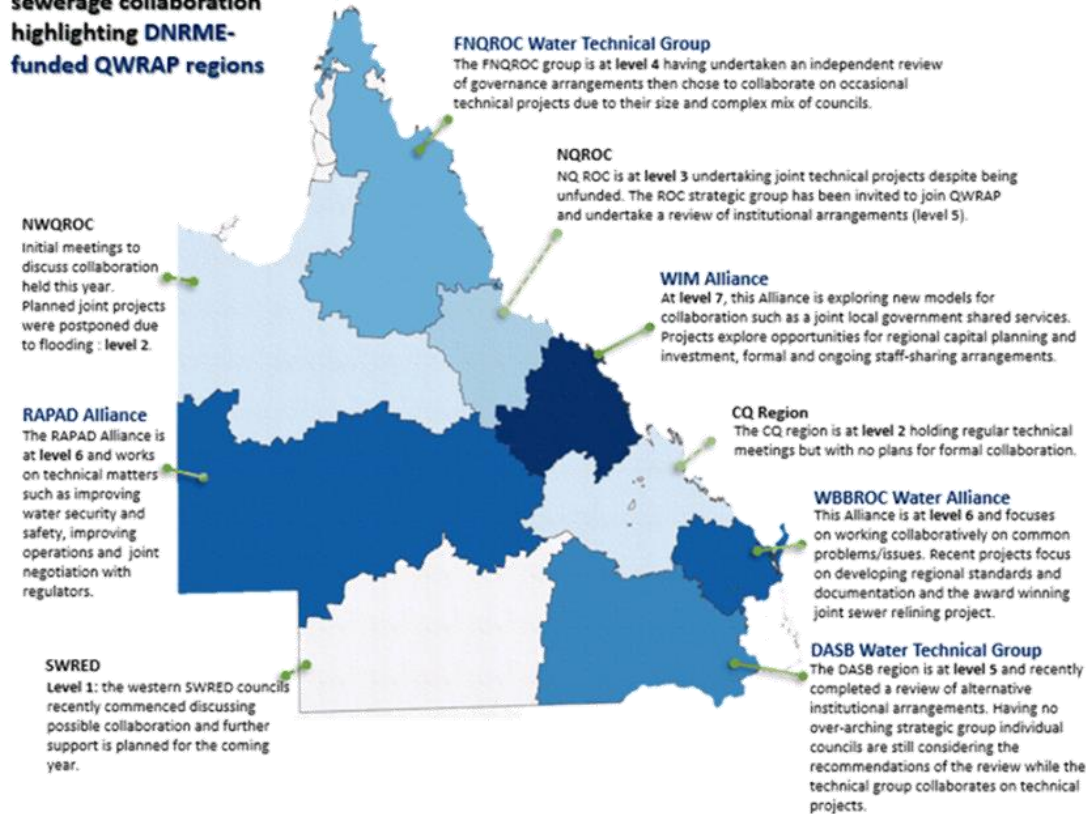 sewerage collaboration
highlighting DNRME-
funded QWRAP regions
FNQROC Water Technical Group
The FNQROC group is at level 4 having undertaken an independent review
of governance arrangements then chose to collaborate on occasional
technical projects due to their size and complex mix of councils.
NQROC
NQ ROC is at level 3 undertaking joint technical projects despite being
unfunded. The ROC strategic group has been invited to join QWRAP
and undertake a review of institutional arrangements (level 5).
NWQROC
Initial meetings to
discuss collaboration
held this year.
Planned joint projects
were postponed due
to flooding : level 2.
WIM Alliance
At level 7, this Alliance is exploring new models for
collaboration such as a joint local government shared services.
Projects explore opportunities for regional capital planning and
investment, formal and ongoing staff-sharing arrangements.
RAPAD Alliance
The RAPAD Alliance is
at level 6 and works
on technical matters
such as improving
water security and
safety, improving
operations and joint
negotiation with
regulators.
CQ Region
The CQ region is at level 2 holding regular technical
meetings but with no plans for formal collaboration.
WBBROC Water Alliance
This Alliance is at level 6 and focuses
on working collaboratively on common
problems/issues. Recent projects focus
on developing regional standards and
documentation and the award winning
joint sewer relining project.
SWRED
Level 1: the western SWRED councils
recently commenced discussing
possible collaboration and further
support is planned for the coming
year.
DASB Water Technical Group
The DASB region is at level 5 and recently
completed a review of alternative
institutional arrangements. Having no
over-arching strategic group individual
councils are still considering the
recommendations of the review while the
technical group collaborates on technical
projects.